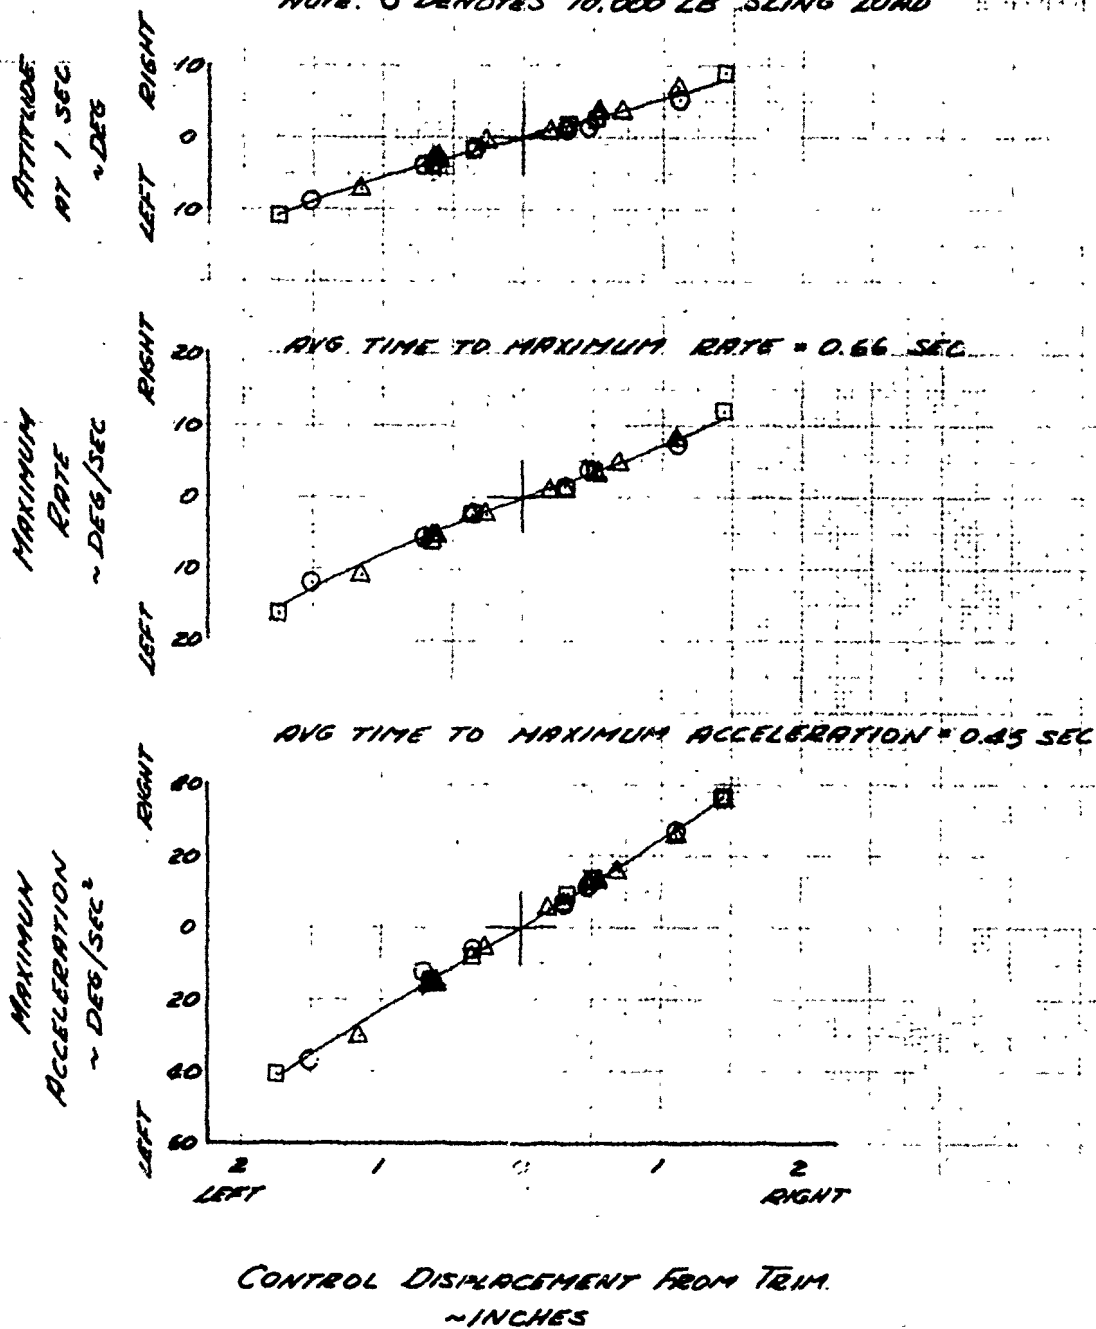 NOTE: O DENOTES 10,000 LB SLING LOAD
ATTITUDE
AT 1 SEC
~DEG
LEFT RIGHT
10
0
10
AVG. TIME TO MAXIMUM RATE = 0.66 SEC
MAXIMUM
RATE
~ DEG/SEC
LEFT RIGHT
20
10
0
10
20
AVG TIME TO MAXIMUM ACCELERATION = 0.45 SEC
MAXIMUM
ACCELERATION
~ DEG/SEC²
LEFT RIGHT
40
20
0
20
40
60
2 1 0 1 2
LEFT RIGHT
CONTROL DISPLACEMENT FROM TRIM.
~INCHES